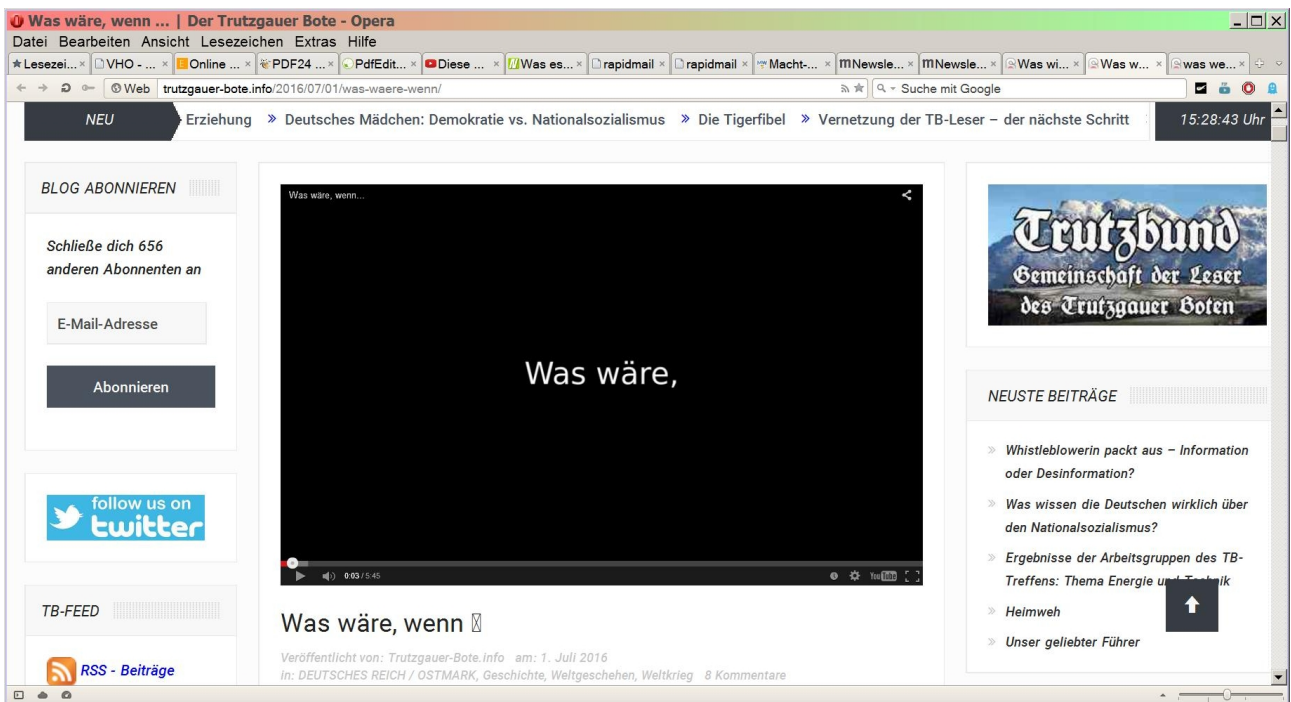 Was wäre, wenn ... | Der Trutzgauer Bote - Opera
Datei Bearbeiten Ansicht Lesezeichen Extras Hilfe
Lesezei... VHO - ... Online ... PDF24 ... PdfEdit... Diese ... Was es... rapidmail rapidmail Macht-... Newsle... Newsle... Was wi... Was w... was we...
Web trutzgauer-bote.info/2016/07/01/was-waere-wenn/ Suche mit Google
NEU Erziehung » Deutsches Mädchen: Demokratie vs. Nationalsozialismus » Die Tigerfibel » Vernetzung der TB-Leser – der nächste Schritt 15:28:43 Uhr
BLOG ABONNIEREN
Schließe dich 656
anderen Abonnenten an
E-Mail-Adresse
Abonnieren
follow us on
twitter
TB-FEED
RSS - Beiträge
Was wäre, wenn...
Was wäre,
0:03 / 5:45 YouTube
Was wäre, wenn
Veröffentlicht von: Trutzgauer-Bote.info am: 1. Juli 2016
in: DEUTSCHES REICH / OSTMARK, Geschichte, Weltgeschehen, Weltkrieg 8 Kommentare
Trutzbund
Gemeinschaft der Leser
des Trutzgauer Boten
NEUSTE BEITRÄGE
» Whistleblowerin packt aus – Information
oder Desinformation?
» Was wissen die Deutschen wirklich über
den Nationalsozialismus?
» Ergebnisse der Arbeitsgruppen des TB-
Treffens: Thema Energie und Technik
» Heimweh
» Unser geliebter Führer